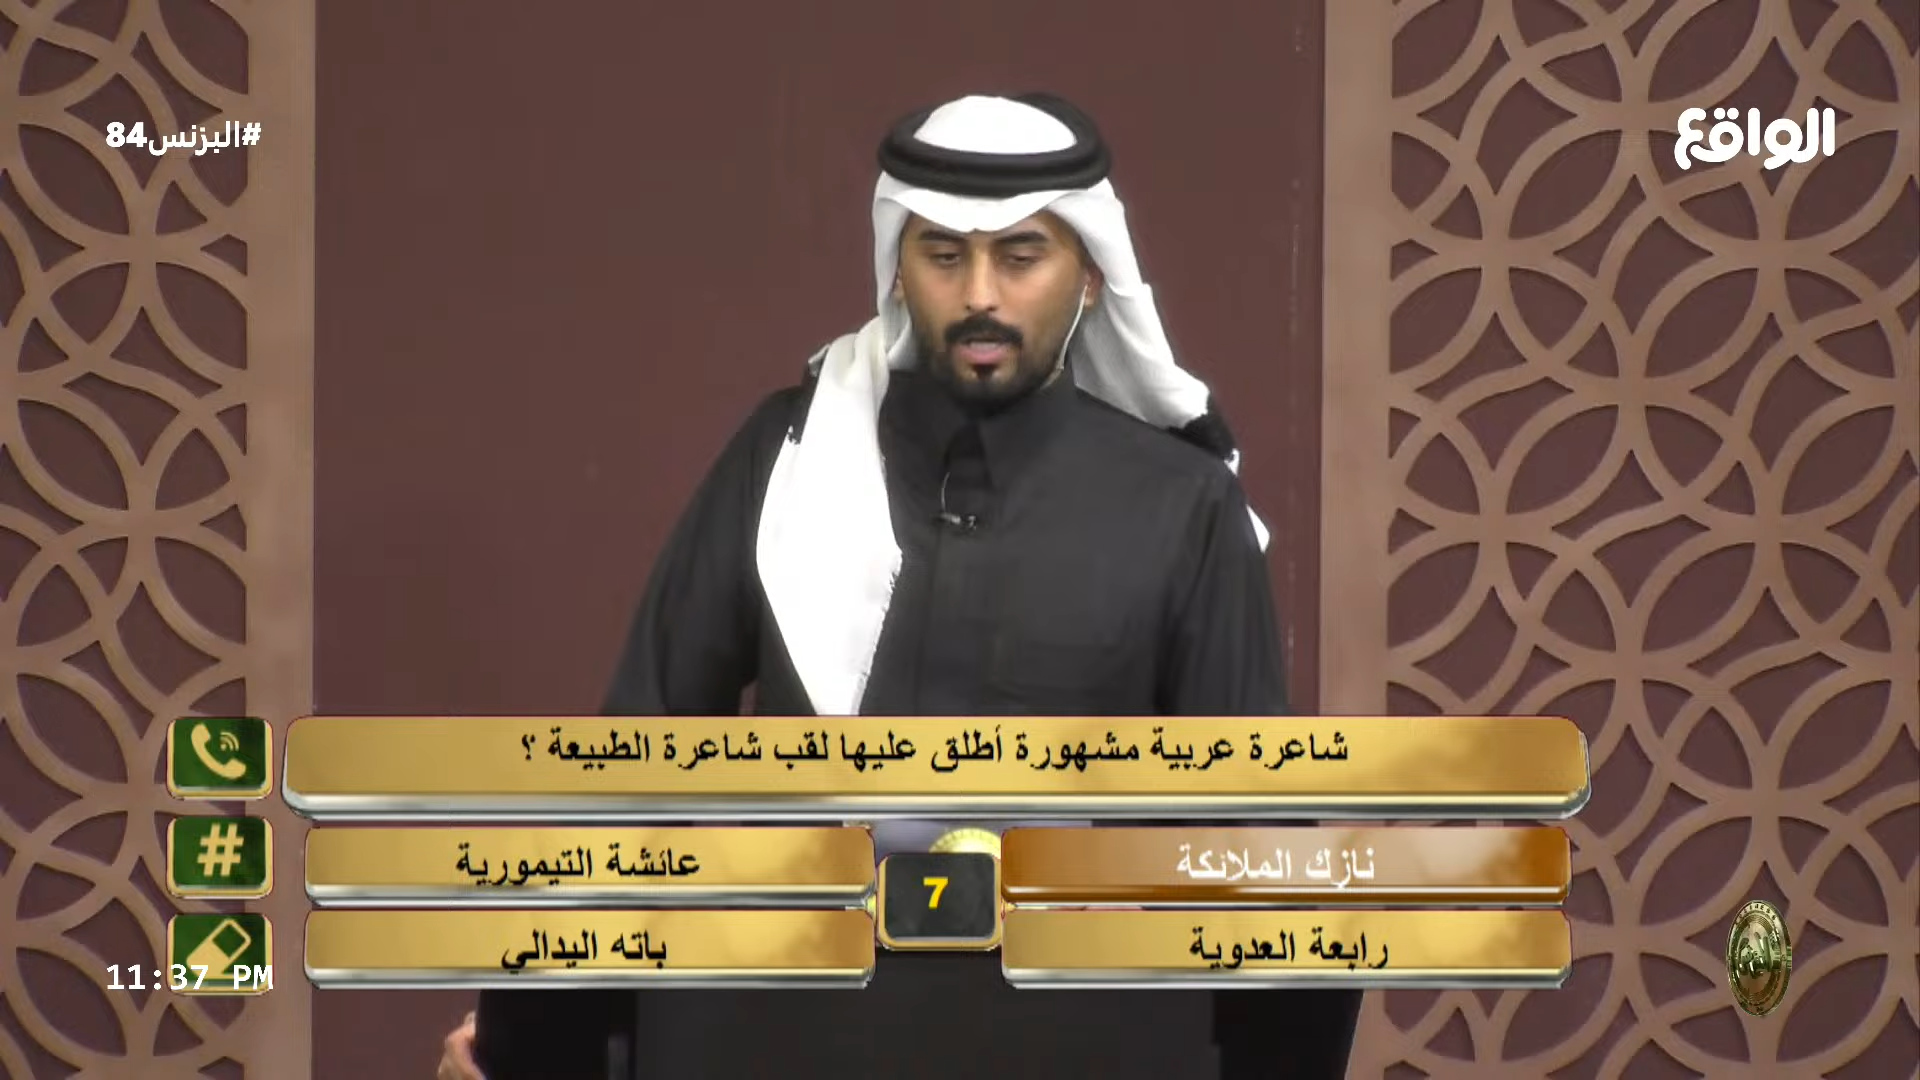 #البزنس84
الواقع
شاعرة عربية مشهورة أطلق عليها لقب شاعرة الطبيعة ؟
نازك الملائكة
عائشة التيمورية
7
رابعة العدوية
باته اليدالي
#
11:37 PM